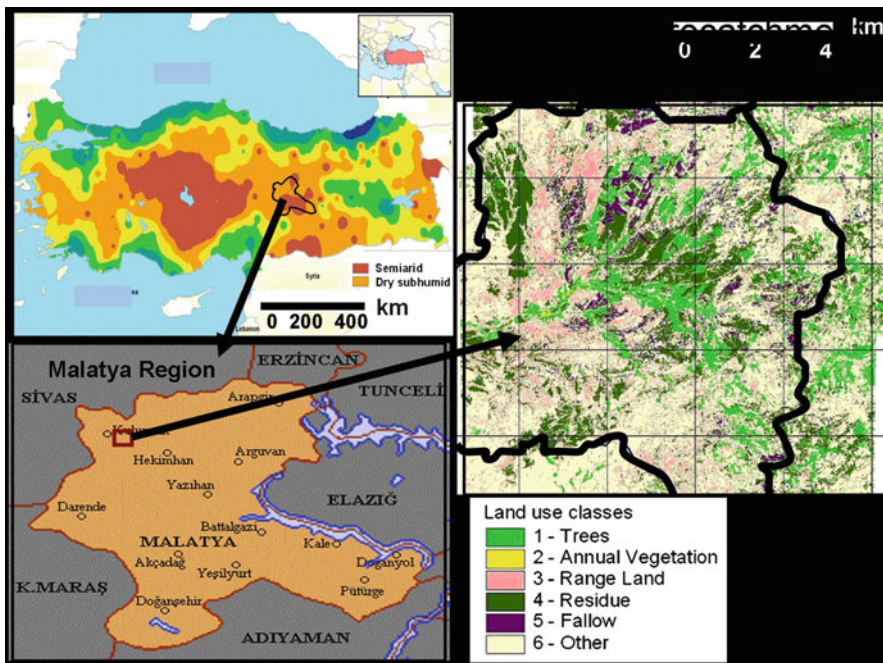 Syria
Lebanon
Semiarid
Dry subhumid
km
0 200 400
km
0 2 4
Malatya Region
ERZİNCAN
SİVAS
TUNCELİ
Arapgir
Hekimhan
Arguvan
Yazıhan
ELAZIĞ
Darende
Battalgazi
MALATYA
Kale
Akçadağ
Yeşilyurt
Doğanyol
Pütürge
K.MARAŞ
Doğanşehir
ADIYAMAN
Land use classes
1 - Trees
2 - Annual Vegetation
3 - Range Land
4 - Residue
5 - Fallow
6 - Other